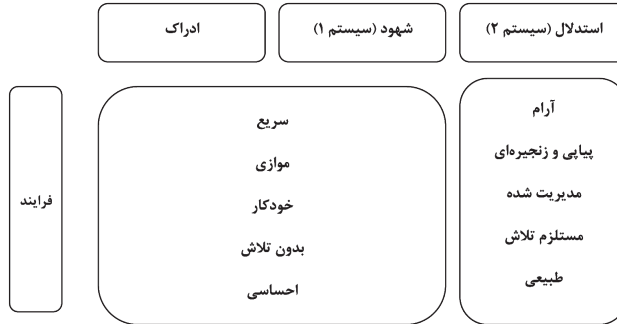 استدلال (سیستم ۲)
شهود (سیستم ۱)
ادراک
آرام
پیاپی و زنجیره‌ای
مدیریت شده
مستلزم تلاش
طبیعی
سریع
موازی
خودکار
بدون تلاش
احساسی
فرایند